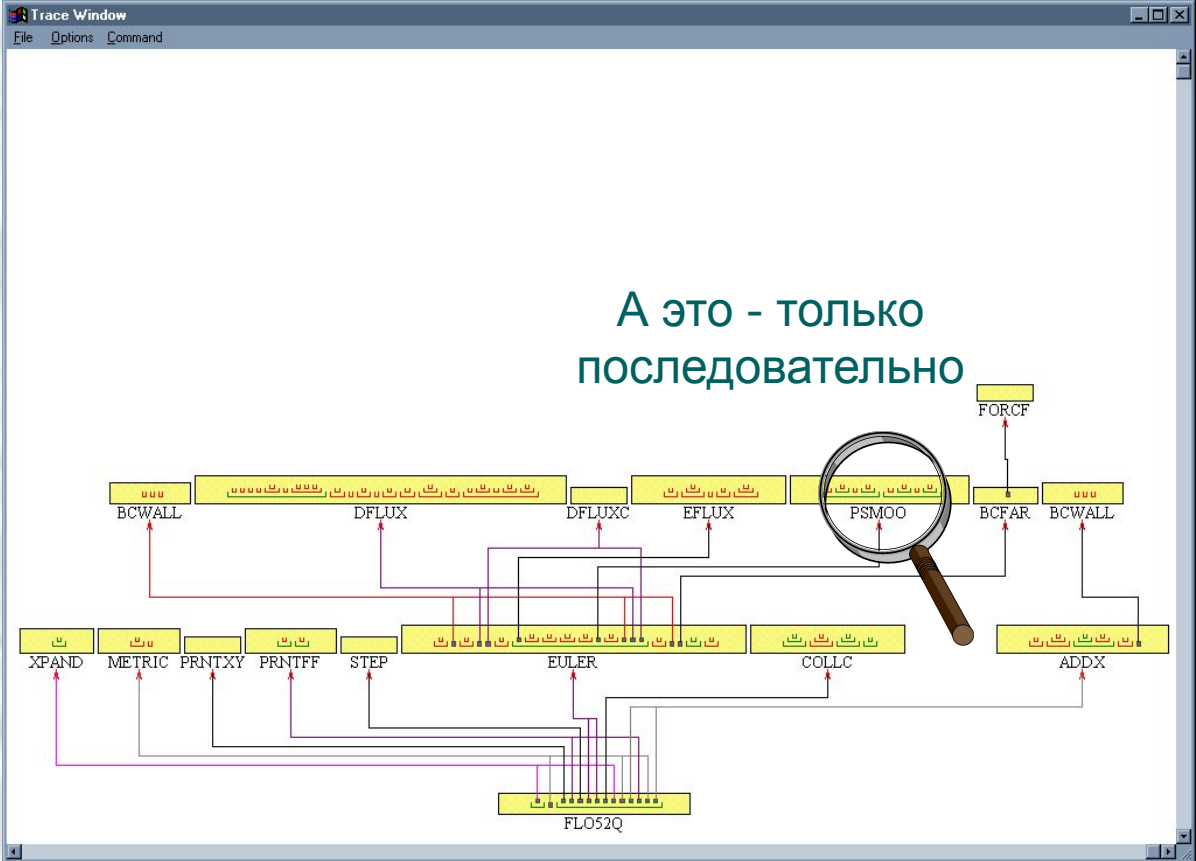 Trace Window
File Options Command
А это - только
последовательно
FORCF
BCWALL DFLUX DFLUXC EFLUX PSMOO BCFAR BCWALL
XPAND METRIC PRNTXY PRNTFF STEP EULER COLLC ADDX
FLO52Q